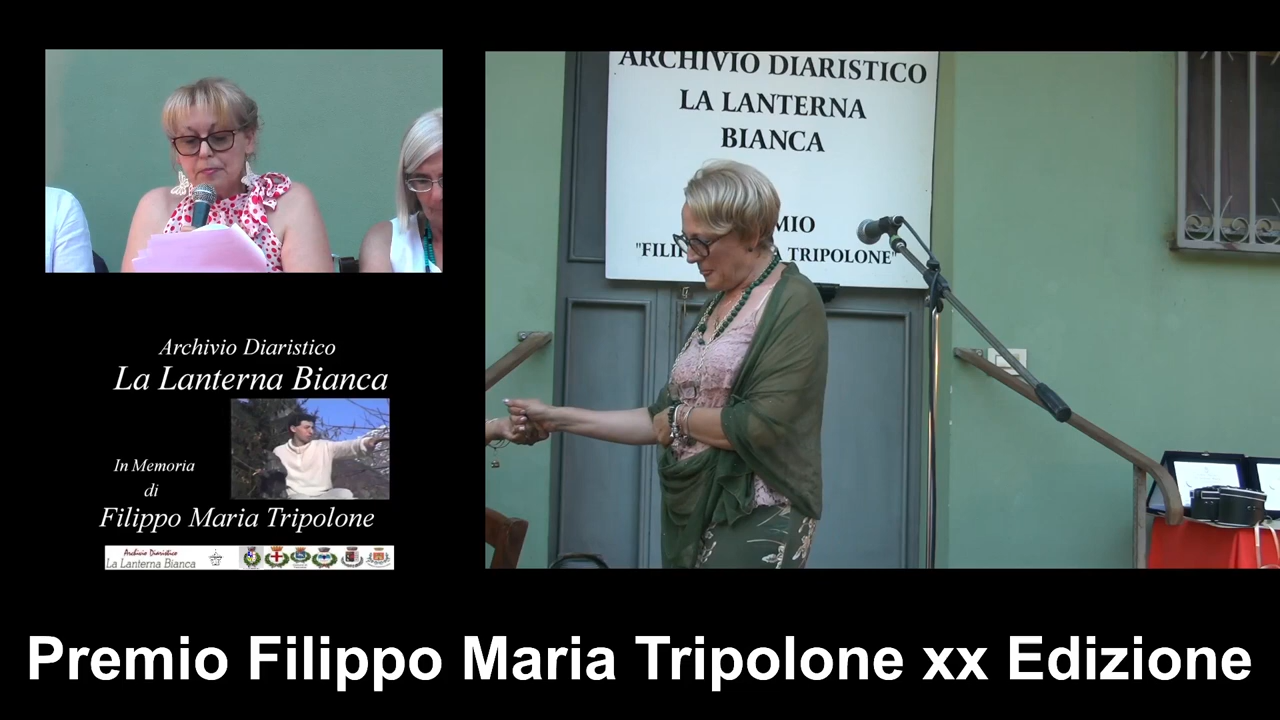 ARCHIVIO DIARISTICO
LA LANTERNA
BIANCA
MIO
"FILIP A TRIPOLONE"
Archivio Diaristico
La Lanterna Bianca
In Memoria
di
Filippo Maria Tripolone
Archivio Diaristico
La Lanterna Bianca
Premio Filippo Maria Tripolone xx Edizione